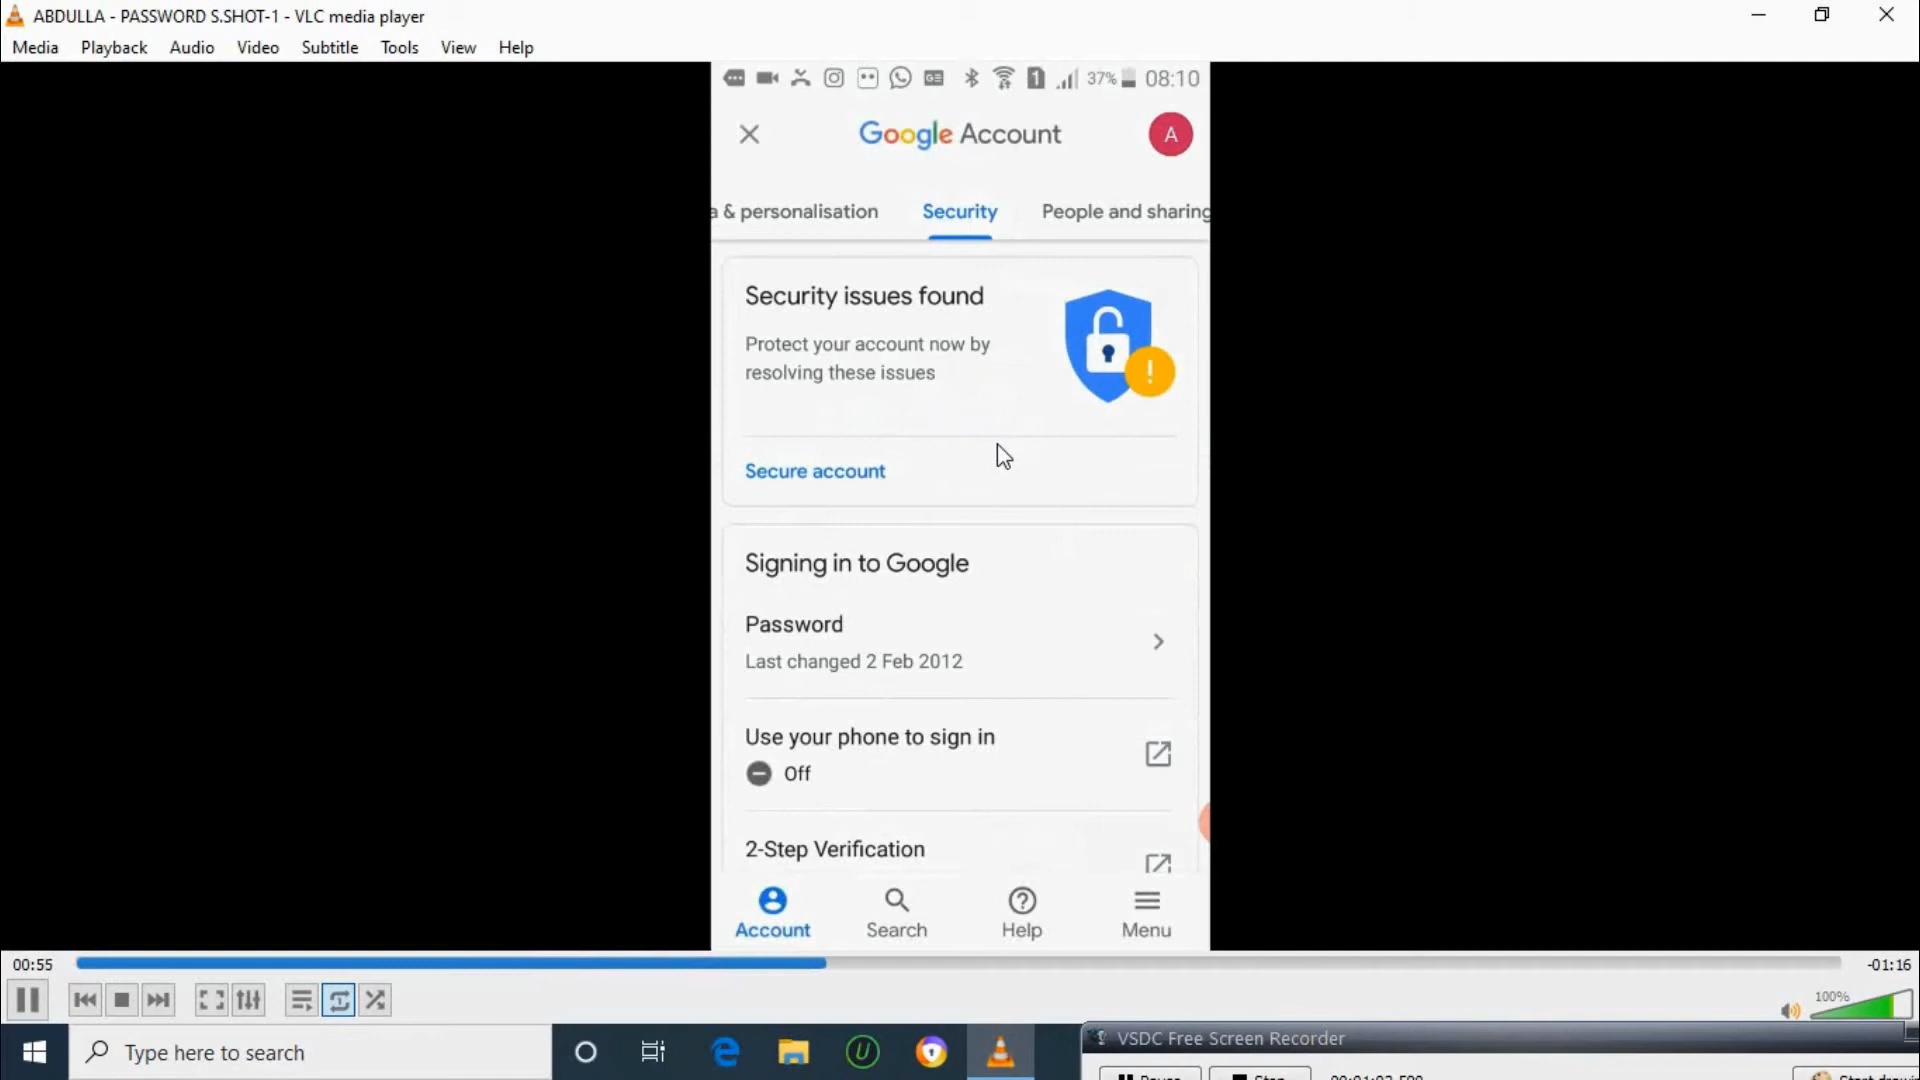 ABDULLA - PASSWORD S.SHOT-1 - VLC media player
Media Playback Audio Video Subtitle Tools View Help
1 37% 08:10
Google Account A
a & personalisation Security People and sharing
Security issues found
Protect your account now by
resolving these issues
Secure account
Signing in to Google
Password
Last changed 2 Feb 2012
Use your phone to sign in
Off
2-Step Verification
Account Search Help Menu
00:55 -01:16
100%
Type here to search
VSDC Free Screen Recorder
Pause Stop